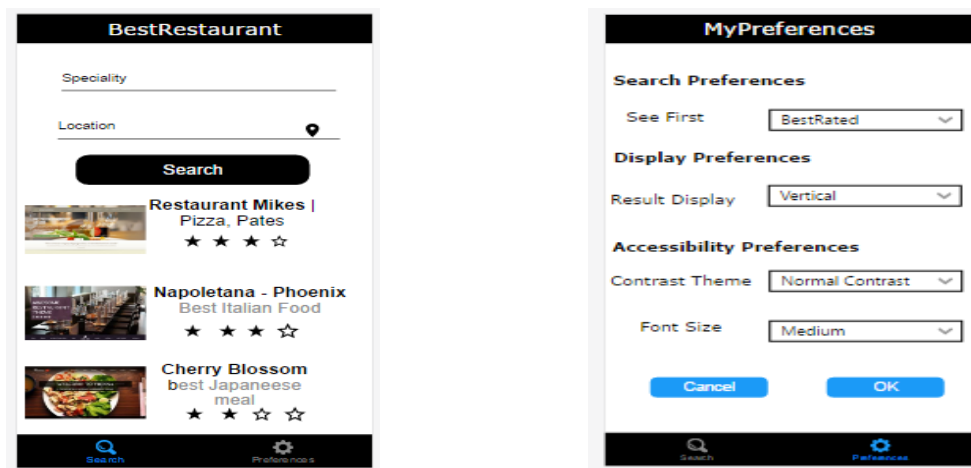 BestRestaurant
Speciality
Location
Search
Restaurant Mikes |
Pizza, Pates
Napoletana - Phoenix
Best Italian Food
Cherry Blossom
best Japaneese
meal
Search
Preferences
MyPreferences
Search Preferences
See First
BestRated
Display Preferences
Result Display
Vertical
Accessibility Preferences
Contrast Theme
Normal Contrast
Font Size
Medium
Cancel
OK
Search
Preferences